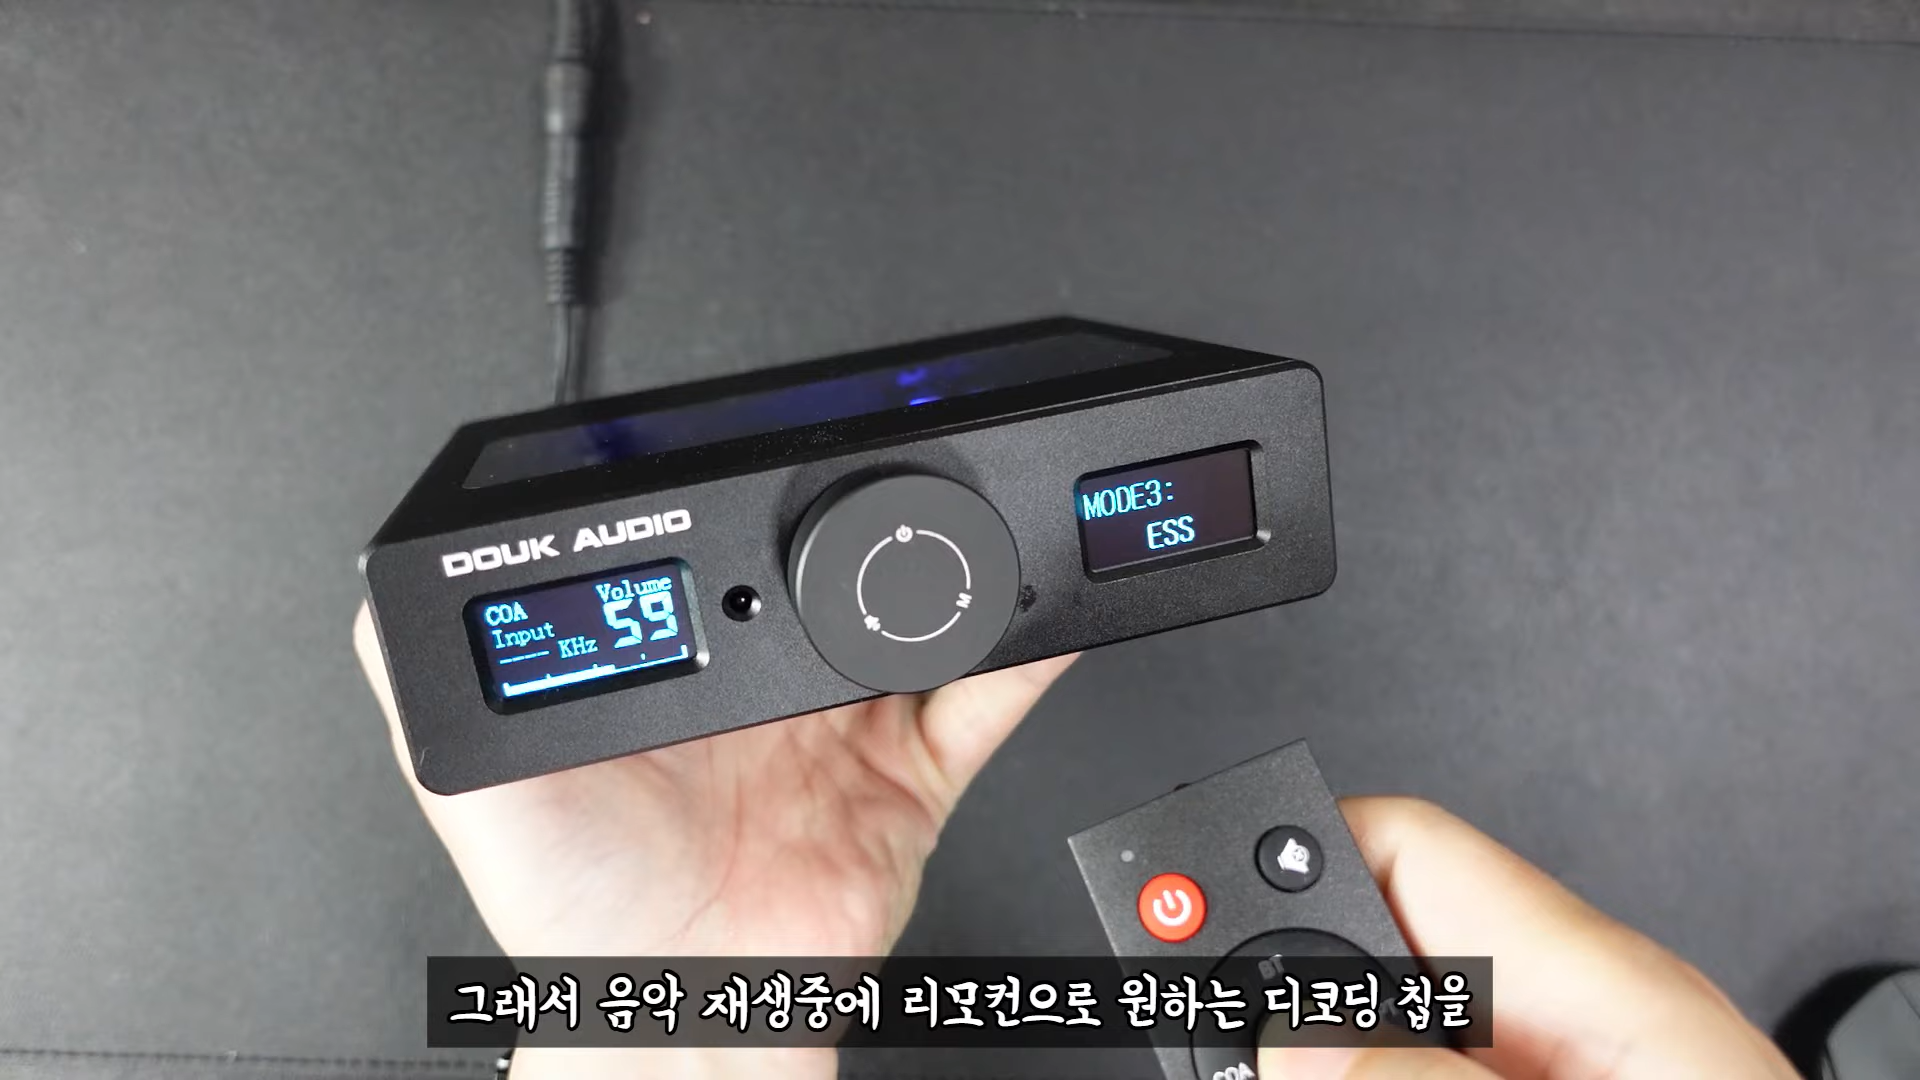 DOUK AUDIO
COA
Volume
Input
59
---- KHz
M
MODE3:
ESS
BT
COA
그래서 음악 재생중에 리모컨으로 원하는 디코딩 칩을